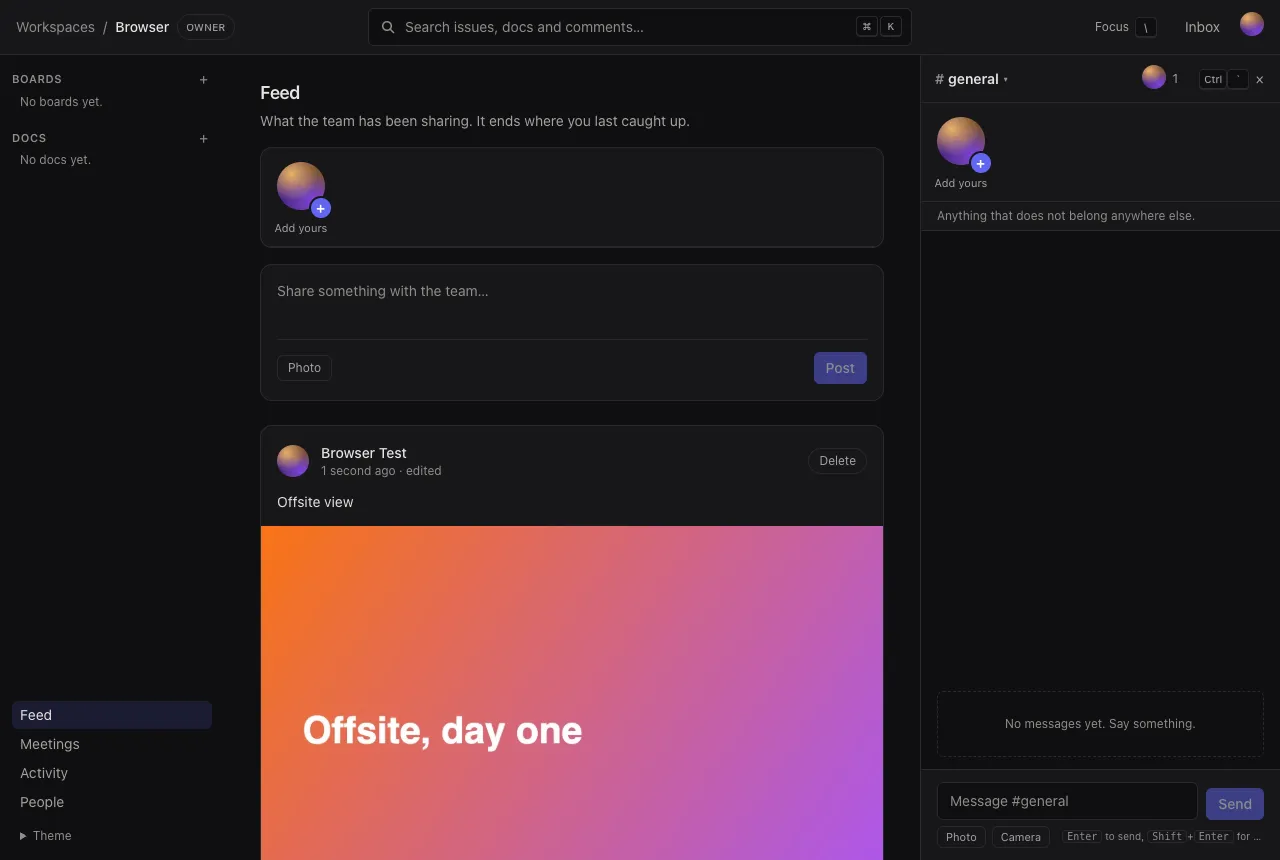 Workspaces / Browser OWNER
Search issues, docs and comments... ⌘ K
Focus \ Inbox
BOARDS +
No boards yet.
DOCS +
No docs yet.
Feed
Meetings
Activity
People
Theme
Feed
What the team has been sharing. It ends where you last caught up.
+
Add yours
Share something with the team...
Photo Post
Browser Test
1 second ago · edited
Delete
Offsite view
Offsite, day one
# general ▾ 1 Ctrl ` ×
+
Add yours
Anything that does not belong anywhere else.
No messages yet. Say something.
Message #general Send
Photo Camera Enter to send, Shift+Enter for …